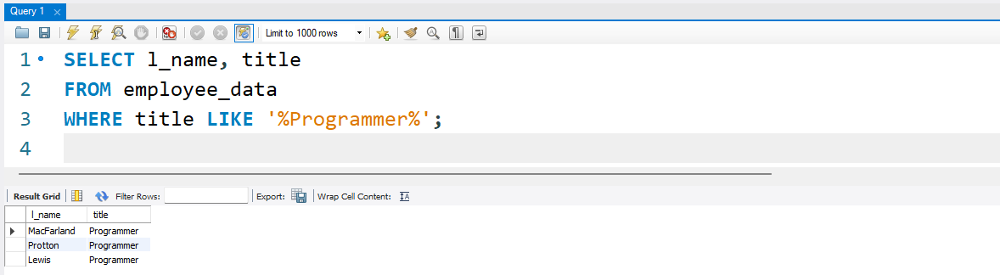 Query 1
Limit to 1000 rows
1 SELECT l_name, title
2 FROM employee_data
3 WHERE title LIKE '%Programmer%';
4
Result Grid Filter Rows: Export: Wrap Cell Content:
l_name title
MacFarland Programmer
Protton Programmer
Lewis Programmer